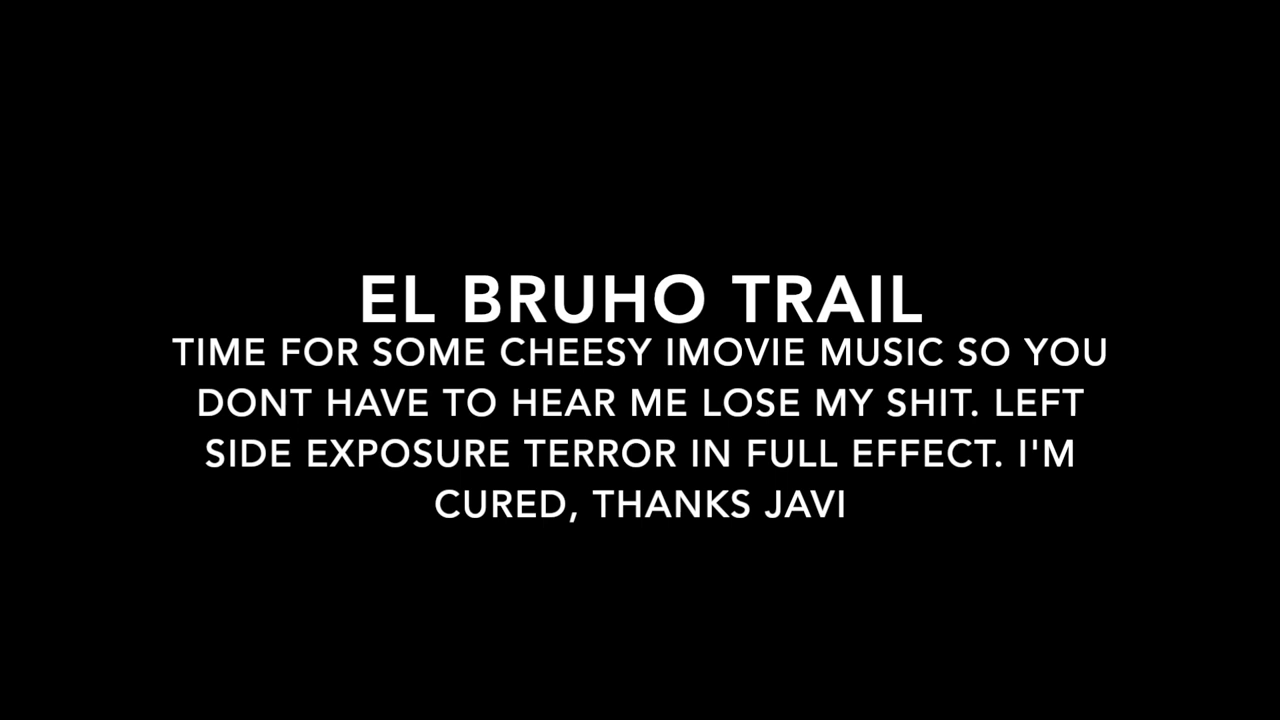 EL BRUHO TRAIL
TIME FOR SOME CHEESY IMOVIE MUSIC SO YOU
DONT HAVE TO HEAR ME LOSE MY SHIT. LEFT
SIDE EXPOSURE TERROR IN FULL EFFECT. I'M
CURED, THANKS JAVI